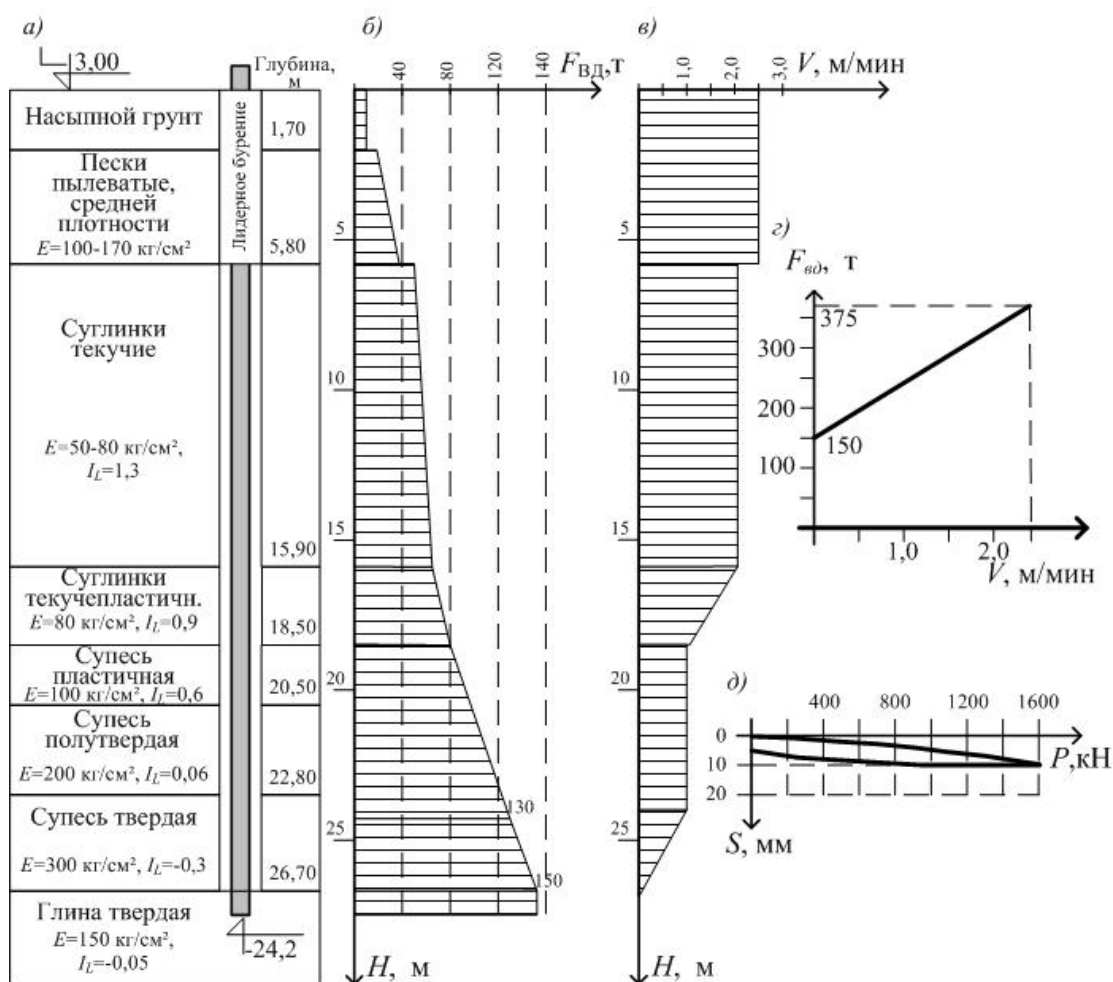 а)
3,00
Глубина,
м
Насыпной грунт
1,70
Лидерное бурение
Пески
пылеватые,
средней
плотности
E=100-170 кг/см²
5,80
Суглинки
текучие
E=50-80 кг/см²,
I_L=1,3
15,90
Суглинки
текучепластичн.
E=80 кг/см², I_L=0,9
18,50
Супесь
пластичная
E=100 кг/см², I_L=0,6
20,50
Супесь
полутвердая
E=200 кг/см², I_L=0,06
22,80
Супесь твердая
E=300 кг/см², I_L=-0,3
26,70
Глина твердая
E=150 кг/см²,
I_L=-0,05
-24,2
б)
40
80
120
140
F_ВД,т
5
10
15
20
25
130
150
H, м
в)
1,0
2,0
3,0
V, м/мин
5
10
15
20
25
H, м
г)
F_вд, т
375
300
200
150
100
1,0
2,0
V, м/мин
д)
400
800
1200
1600
0
10
20
P,кН
S, мм